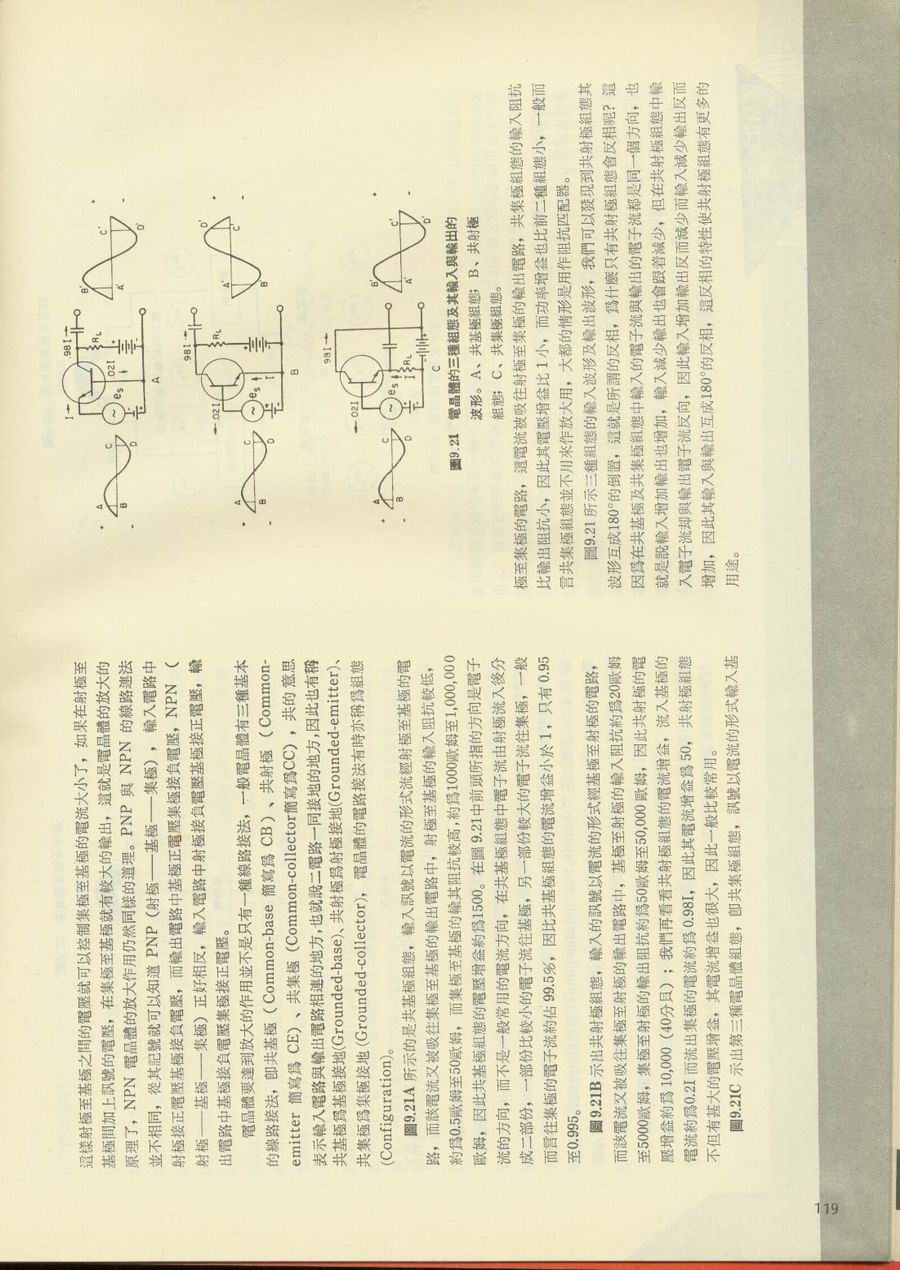 這樣射極至基極之間的電壓就可以控制集極至基極的電流大小了，如果在射極至
基極間加上訊號的電壓，在集極至基極就有較大的輸出，這就是電晶體的放大的
原理了，NPN 電晶體的放大作用仍然同樣的道理。PNP 與 NPN 的線路連法
並不相同，從其記號就可以知道 PNP（射極——基極——集極），輸入電路中
射極接正電壓基極接負電壓，而輸出電路中基極正電壓集極接負電壓，NPN（
射極——基極——集極）正好相反，輸入電路中射極接負電壓基極接正電壓，輸
出電路中基極接負電壓集極接正電壓。
電晶體要達到放大的作用並不是只有一種線路接法，一般電晶體有三種基本
的線路接法，卽共基極（Common-base 簡寫爲 CB）、共射極（Common-
emitter 簡寫爲 CE）、共集極（Common-collector簡寫爲CC），共的意思
表示輸入電路與輸出電路相連的地方，也就說二電路一同接地的地方，因此也有稱
共基極爲基極接地(Grounded-base)、共射極爲射極接地(Grounded-emitter)、
共集極爲集極接地 (Grounded-collector)，電晶體的電路接法有時亦稱爲組態
(Configuration)。
圖9.21A 所示的是共基極組態，輸入訊號以電流的形式流經射極至基極的電
路，而該電流又被吸往集極至基極的輸出電路中，射極至基極的輸入阻抗較低，
約爲0.5歐姆至50歐姆，而集極至基極的輸其阻抗較高，約爲1000歐姆至1,000,000
歐姆，因此共基極組態的電壓增益約爲1500。在圖 9.21中前頭所指的方向是電子
流的方向，而不是一般常用的電流方向，在共基極組態中電子流由射極流入後分
成二部份，一部份比較小的電子流往基極，另一部份較大的電子流往集極，一般
而言往集極的電子流約佔 99.5%，因此共基極組態的電流增益小於 1，只有 0.95
至0.995。
圖 9.21B 示出共射極組態，輸入的訊號以電流的形式經基極至射極的電路，
而該電流又被吸往集極至射極的輸出電路中，基極至射極的輸入阻抗約爲20歐姆
至5000歐姆，集極至射極的輸出阻抗約爲50歐姆至50,000歐姆，因此共射極的電
壓增益約爲 10,000（40分貝）；我們再看看共射極組態的電流增益，流入基極的
電流約爲0.2I 而流出集極的電流約爲 0.98I，因此其電流增益爲 50，共射極組態
不但有甚大的電壓增益，其電流增益也很大，因此一般比較常用。
圖 9.21C 示出第三種電晶體組態，卽共集極組態，訊號以電流的形式輸入基
I
98I
RL
.02I
es
A
B
C
D
A'
B'
C'
D'
A
.02I
98I
RL
es
I
A
B
C
D
A'
B'
C'
D'
B
.02I
98I
RL
es
I
A
B
C
D
A'
B'
C'
D'
C
圖9.21 電晶體的三種組態及其輸入與輸出的
波形。A、共基極組態；B、共射極
組態；C、共集極組態。
極至集極的電路，這電流被吸往射極至集極的輸出電路，共集極組態的輸入阻抗
比輸出阻抗小，因此其電壓增益比 1 小，而功率增益也比前二種組態小，一般而
言共集極組態並不用來作放大用，大都的情形是用作阻抗匹配器。
圖9.21 所示三種組態的輸入波形及輸出波形，我們可以發現到共射極組態其
波形互成180°的倒置，這就是所謂的反相，爲什麼只有共射極組態會反相呢？這
因爲在共基極及共集極組態中輸入的電子流與輸出的電子流都是同一個方向，也
就是說輸入增加輸出也增加，輸入減少輸出也會跟着減少，但在共射極組態中輸
入電子流却與輸出電子流反向，因此輸入增加輸出反而減少而輸入減少輸出反而
增加，因此其輸入與輸出互成180°的反相，這反相的特性使共射極組態有更多的
用途。
119